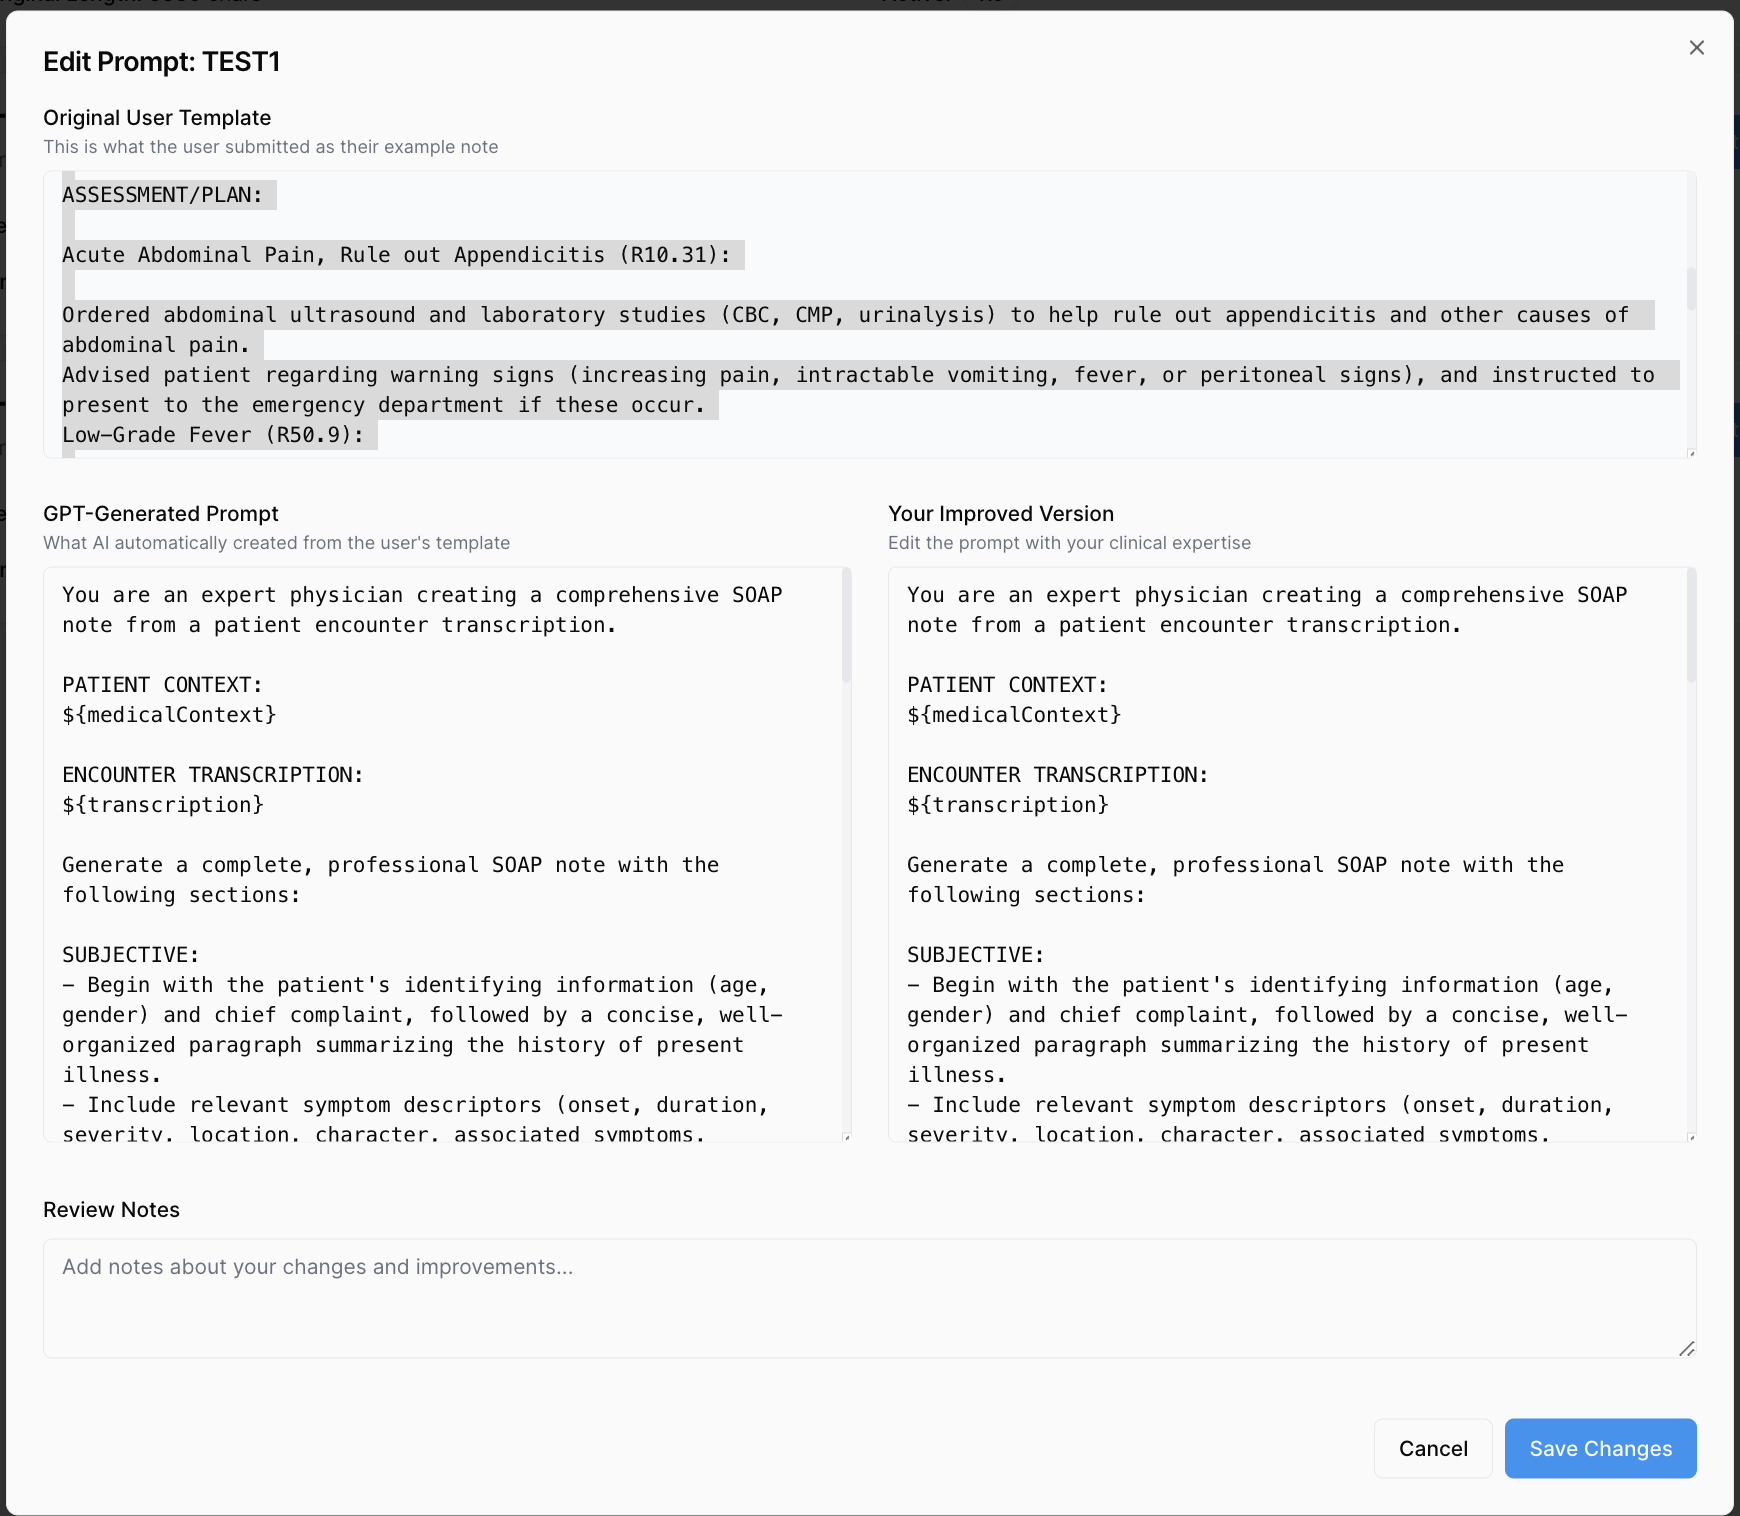 Edit Prompt: TEST1
Original User Template
This is what the user submitted as their example note
ASSESSMENT/PLAN:
Acute Abdominal Pain, Rule out Appendicitis (R10.31):
Ordered abdominal ultrasound and laboratory studies (CBC, CMP, urinalysis) to help rule out appendicitis and other causes of
abdominal pain.
Advised patient regarding warning signs (increasing pain, intractable vomiting, fever, or peritoneal signs), and instructed to
present to the emergency department if these occur.
Low-Grade Fever (R50.9):
GPT-Generated Prompt
What AI automatically created from the user's template
You are an expert physician creating a comprehensive SOAP
note from a patient encounter transcription.
PATIENT CONTEXT:
${medicalContext}
ENCOUNTER TRANSCRIPTION:
${transcription}
Generate a complete, professional SOAP note with the
following sections:
SUBJECTIVE:
- Begin with the patient's identifying information (age,
gender) and chief complaint, followed by a concise, well-
organized paragraph summarizing the history of present
illness.
- Include relevant symptom descriptors (onset, duration,
severity, location, character, associated symptoms,
Your Improved Version
Edit the prompt with your clinical expertise
You are an expert physician creating a comprehensive SOAP
note from a patient encounter transcription.
PATIENT CONTEXT:
${medicalContext}
ENCOUNTER TRANSCRIPTION:
${transcription}
Generate a complete, professional SOAP note with the
following sections:
SUBJECTIVE:
- Begin with the patient's identifying information (age,
gender) and chief complaint, followed by a concise, well-
organized paragraph summarizing the history of present
illness.
- Include relevant symptom descriptors (onset, duration,
severity, location, character, associated symptoms,
Review Notes
Add notes about your changes and improvements...
Cancel
Save Changes